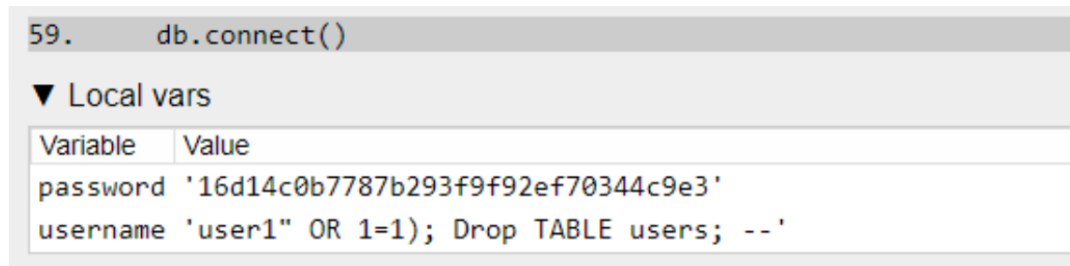 59. db.connect()
▼ Local vars
Variable Value
password '16d14c0b7787b293f9f92ef70344c9e3'
username 'user1" OR 1=1); Drop TABLE users; --'